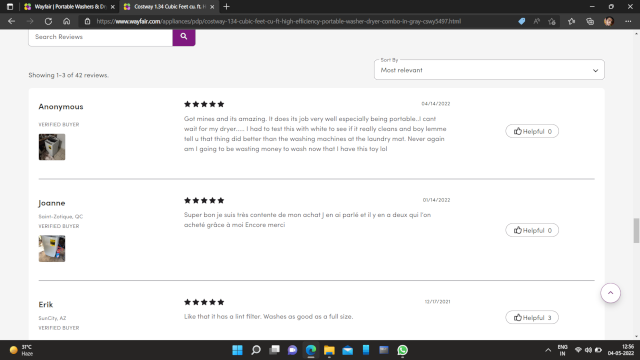 Wayfair | Portable Washers & Dr
Costway 1.34 Cubic Feet cu. ft. H
https://www.wayfair.com/appliances/pdp/costway-134-cubic-feet-cu-ft-high-efficiency-portable-washer-dryer-combo-in-gray-cswy5497.html
Search Reviews
Sort By
Showing 1-3 of 42 reviews.
Most relevant
Anonymous
04/14/2022
VERIFIED BUYER
Got mines and its amazing. It does its job very well especially being portable..I cant
wait for my dryer..... I had to test this with white to see if it really cleans and boy lemme
tell u that thing did better than the washing machines at the laundry mat. Never again
am I going to be wasting money to wash now that I have this toy lol
Helpful 0
Joanne
01/14/2022
Saint-Zotique, QC
VERIFIED BUYER
Super bon je suis très contente de mon achat J en ai parlé et il y en a deux qui l'on
acheté grâce à moi Encore merci
Helpful 0
Erik
12/17/2021
SunCity, AZ
VERIFIED BUYER
Like that it has a lint filter. Washes as good as a full size.
Helpful 3
31°C
Haze
ENG
IN
12:56
04-05-2022